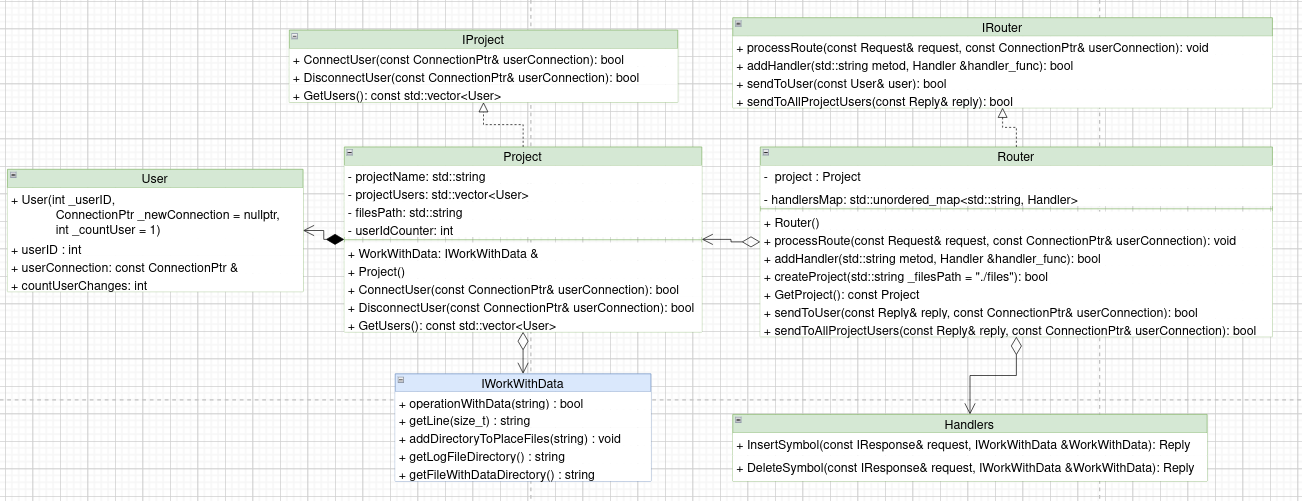 IProject
+ ConnectUser(const ConnectionPtr& userConnection): bool
+ DisconnectUser(const ConnectionPtr& userConnection): bool
+ GetUsers(): const std::vector<User>
IRouter
+ processRoute(const Request& request, const ConnectionPtr& userConnection): void
+ addHandler(std::string metod, Handler &handler_func): bool
+ sendToUser(const User& user): bool
+ sendToAllProjectUsers(const Reply& reply): bool
User
+ User(int _userID,
ConnectionPtr _newConnection = nullptr,
int _countUser = 1)
+ userID : int
+ userConnection: const ConnectionPtr &
+ countUserChanges: int
Project
- projectName: std::string
- projectUsers: std::vector<User>
- filesPath: std::string
- userIdCounter: int
+ WorkWithData: IWorkWithData &
+ Project()
+ ConnectUser(const ConnectionPtr& userConnection): bool
+ DisconnectUser(const ConnectionPtr& userConnection): bool
+ GetUsers(): const std::vector<User>
Router
- project : Project
- handlersMap: std::unordered_map<std::string, Handler>
+ Router()
+ processRoute(const Request& request, const ConnectionPtr& userConnection): void
+ addHandler(std::string metod, Handler &handler_func): bool
+ createProject(std::string _filesPath = "./files"): bool
+ GetProject(): const Project
+ sendToUser(const Reply& reply, const ConnectionPtr& userConnection): bool
+ sendToAllProjectUsers(const Reply& reply, const ConnectionPtr& userConnection): bool
IWorkWithData
+ operationWithData(string) : bool
+ getLine(size_t) : string
+ addDirectoryToPlaceFiles(string) : void
+ getLogFileDirectory() : string
+ getFileWithDataDirectory() : string
Handlers
+ InsertSymbol(const IResponse& request, IWorkWithData &WorkWithData): Reply
+ DeleteSymbol(const IResponse& request, IWorkWithData &WorkWithData): Reply